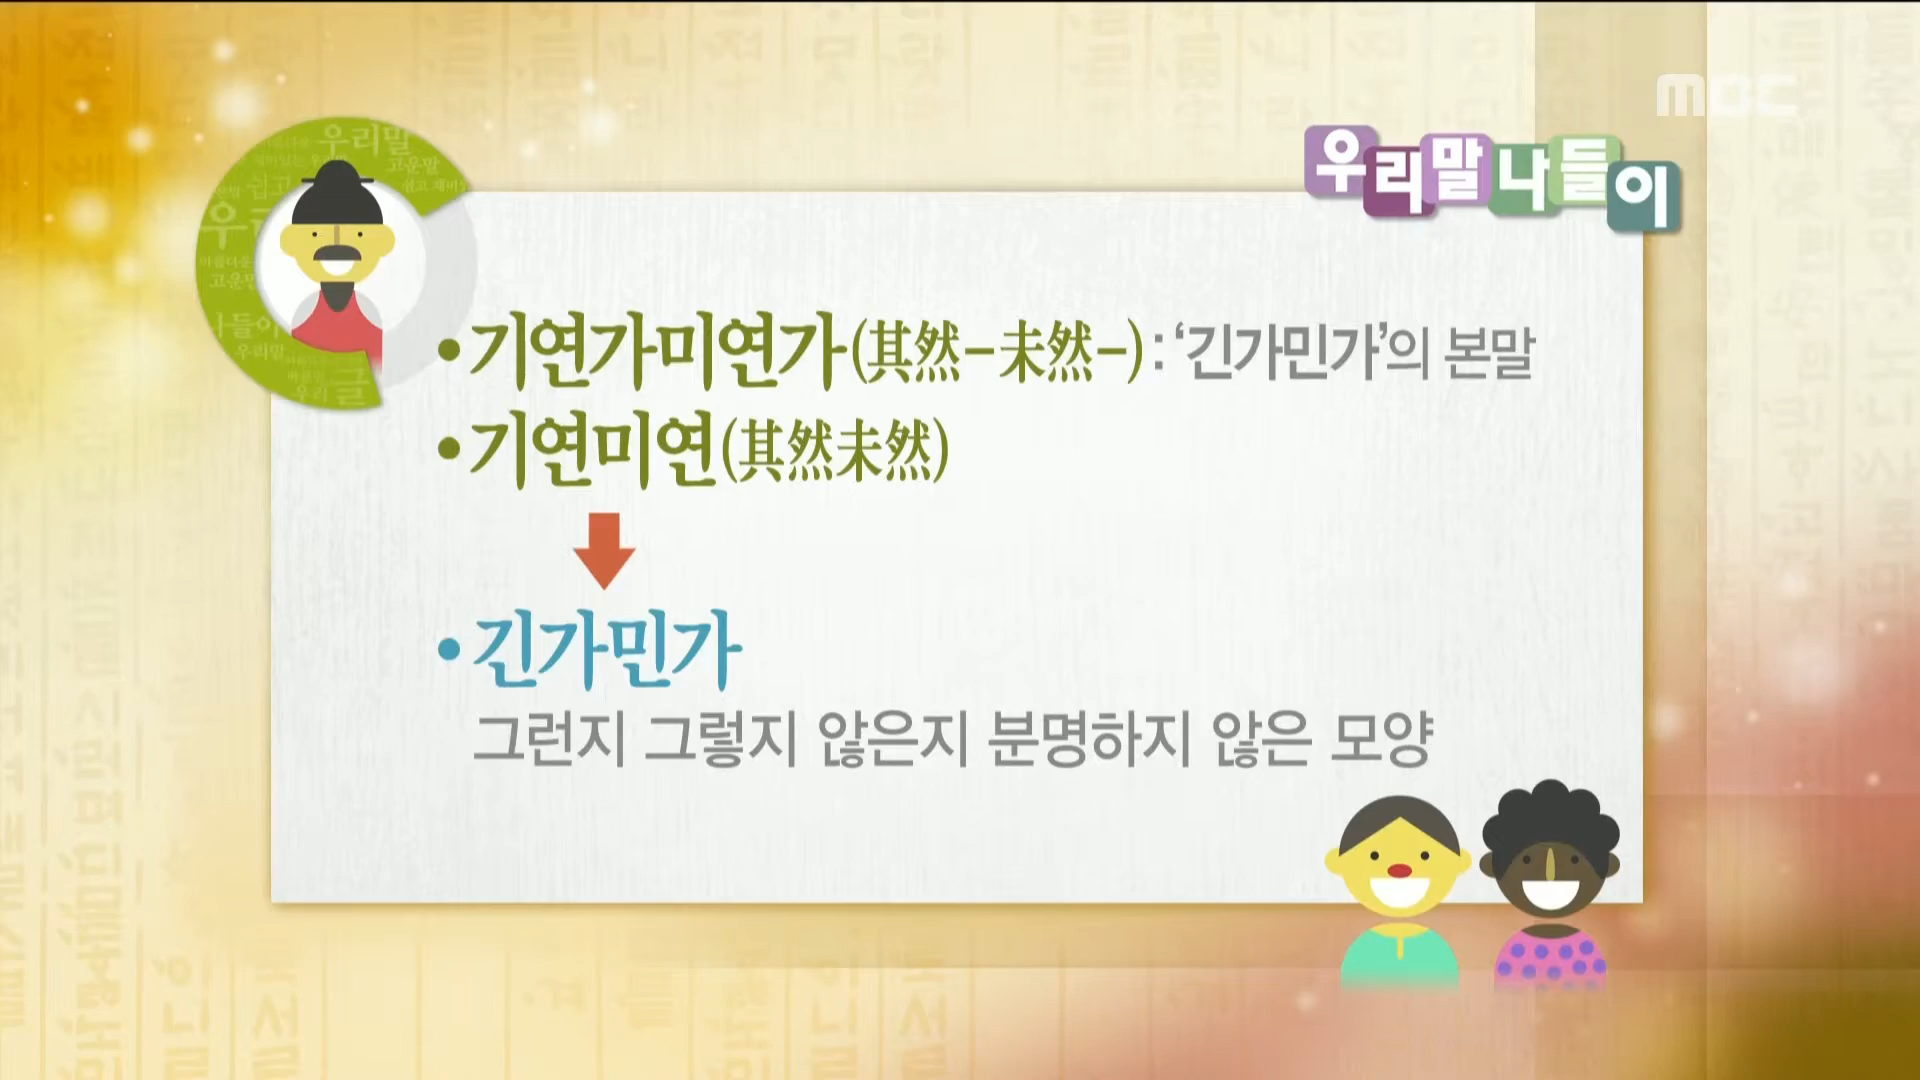 MBC
우리말 나들이
• 기연가미연가(其然-未然-) : ‘긴가민가’의 본말
• 기연미연(其然未然)
• 긴가민가
그런지 그렇지 않은지 분명하지 않은 모양